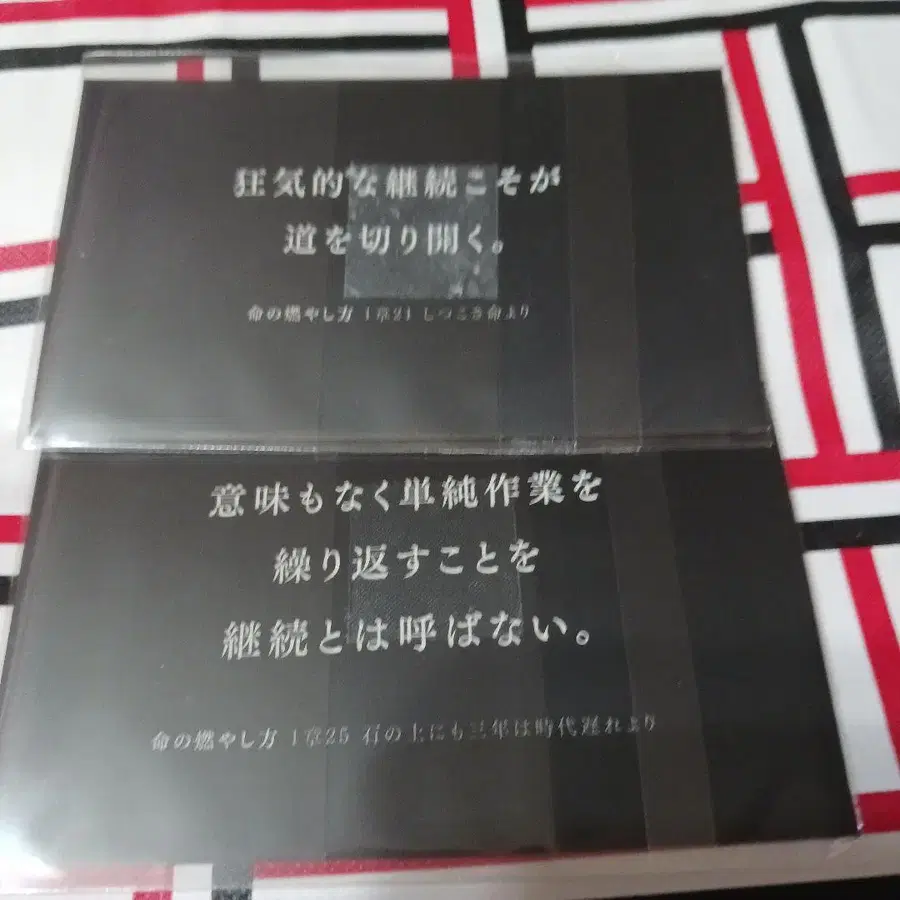 狂気的な継続こそが
道を切り開く。
命の燃やし方 1章21 しつこさ命より
意味もなく単純作業を
繰り返すことを
継続とは呼ばない。
命の燃やし方 1章25 石の上にも三年は時代遅れより